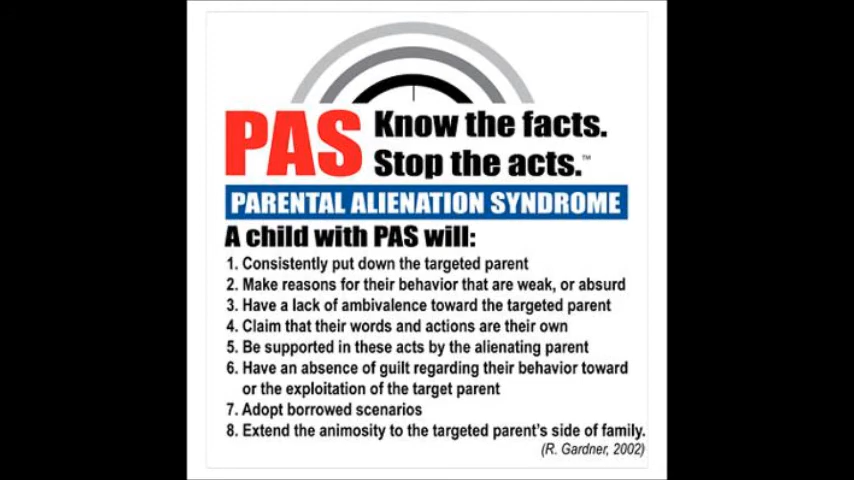 PAS Know the facts.
Stop the acts.™
PARENTAL ALIENATION SYNDROME
A child with PAS will:
1. Consistently put down the targeted parent
2. Make reasons for their behavior that are weak, or absurd
3. Have a lack of ambivalence toward the targeted parent
4. Claim that their words and actions are their own
5. Be supported in these acts by the alienating parent
6. Have an absence of guilt regarding their behavior toward
or the exploitation of the target parent
7. Adopt borrowed scenarios
8. Extend the animosity to the targeted parent's side of family.
(R. Gardner, 2002)